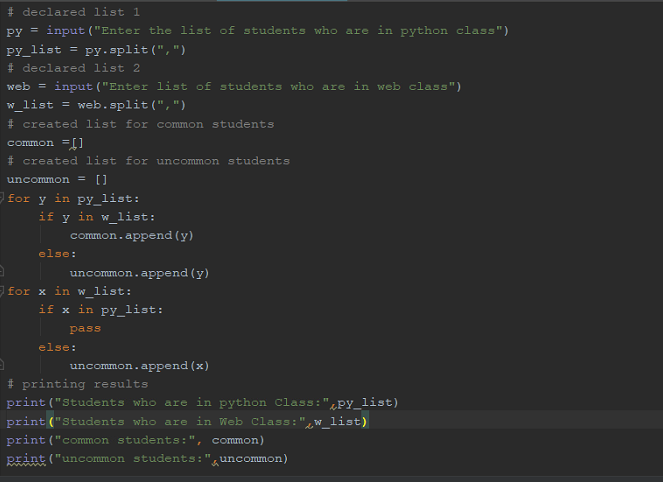 # declared list 1
py = input("Enter the list of students who are in python class")
py_list = py.split(",")
# declared list 2
web = input("Enter list of students who are in web class")
w_list = web.split(",")
# created list for common students
common =[]
# created list for uncommon students
uncommon = []
for y in py_list:
    if y in w_list:
        common.append(y)
    else:
        uncommon.append(y)
for x in w_list:
    if x in py_list:
        pass
    else:
        uncommon.append(x)
# printing results
print("Students who are in python Class:",py_list)
print("Students who are in Web Class:",w_list)
print("common students:", common)
print("uncommon students:",uncommon)